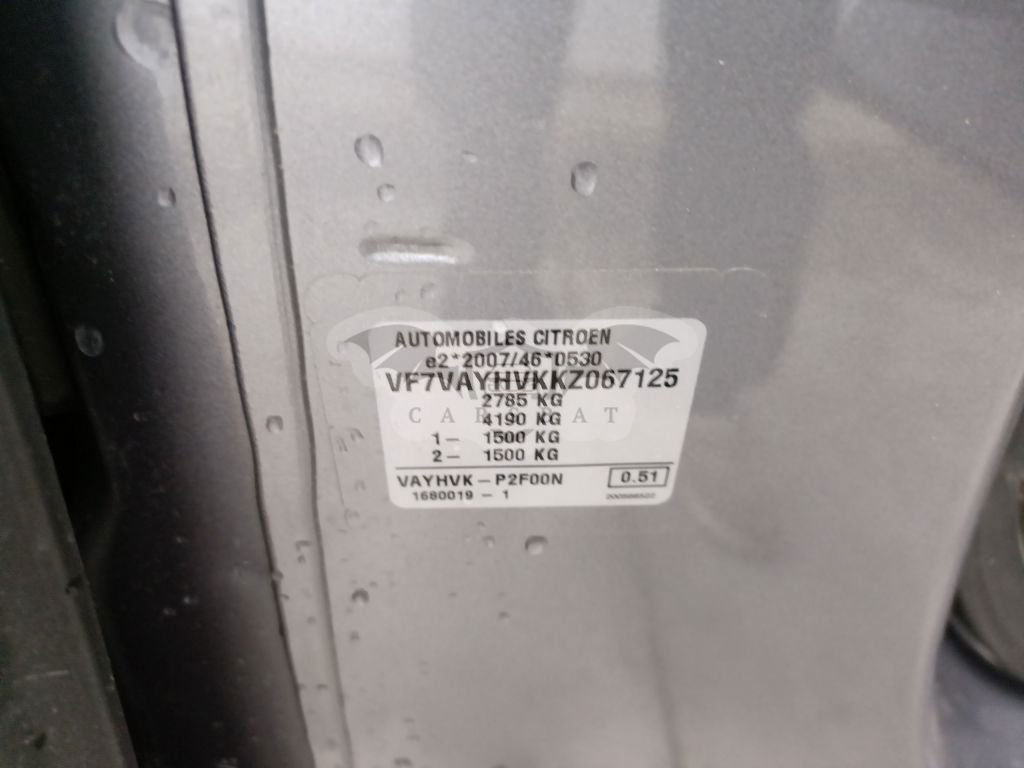 AUTOMOBILES CITROEN
e2*2007/46*0530
VF7VAYHVKKZ067125
2785 KG
CARCRAT
4190 KG
1- 1500 KG
2- 1500 KG
VAYHVK-P2F00N 0.51
1680019 - 1